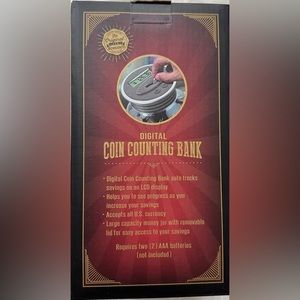 DIGITAL
COIN COUNTING BANK
• Digital Coin Counting Bank auto tracks
savings on an LCD display
• Helps you to see progress as you
increase your savings
• Accepts all U.S. currency
• Large capacity money jar with removable
lid for easy access to your savings
Requires two (2) AAA batteries
(not included)